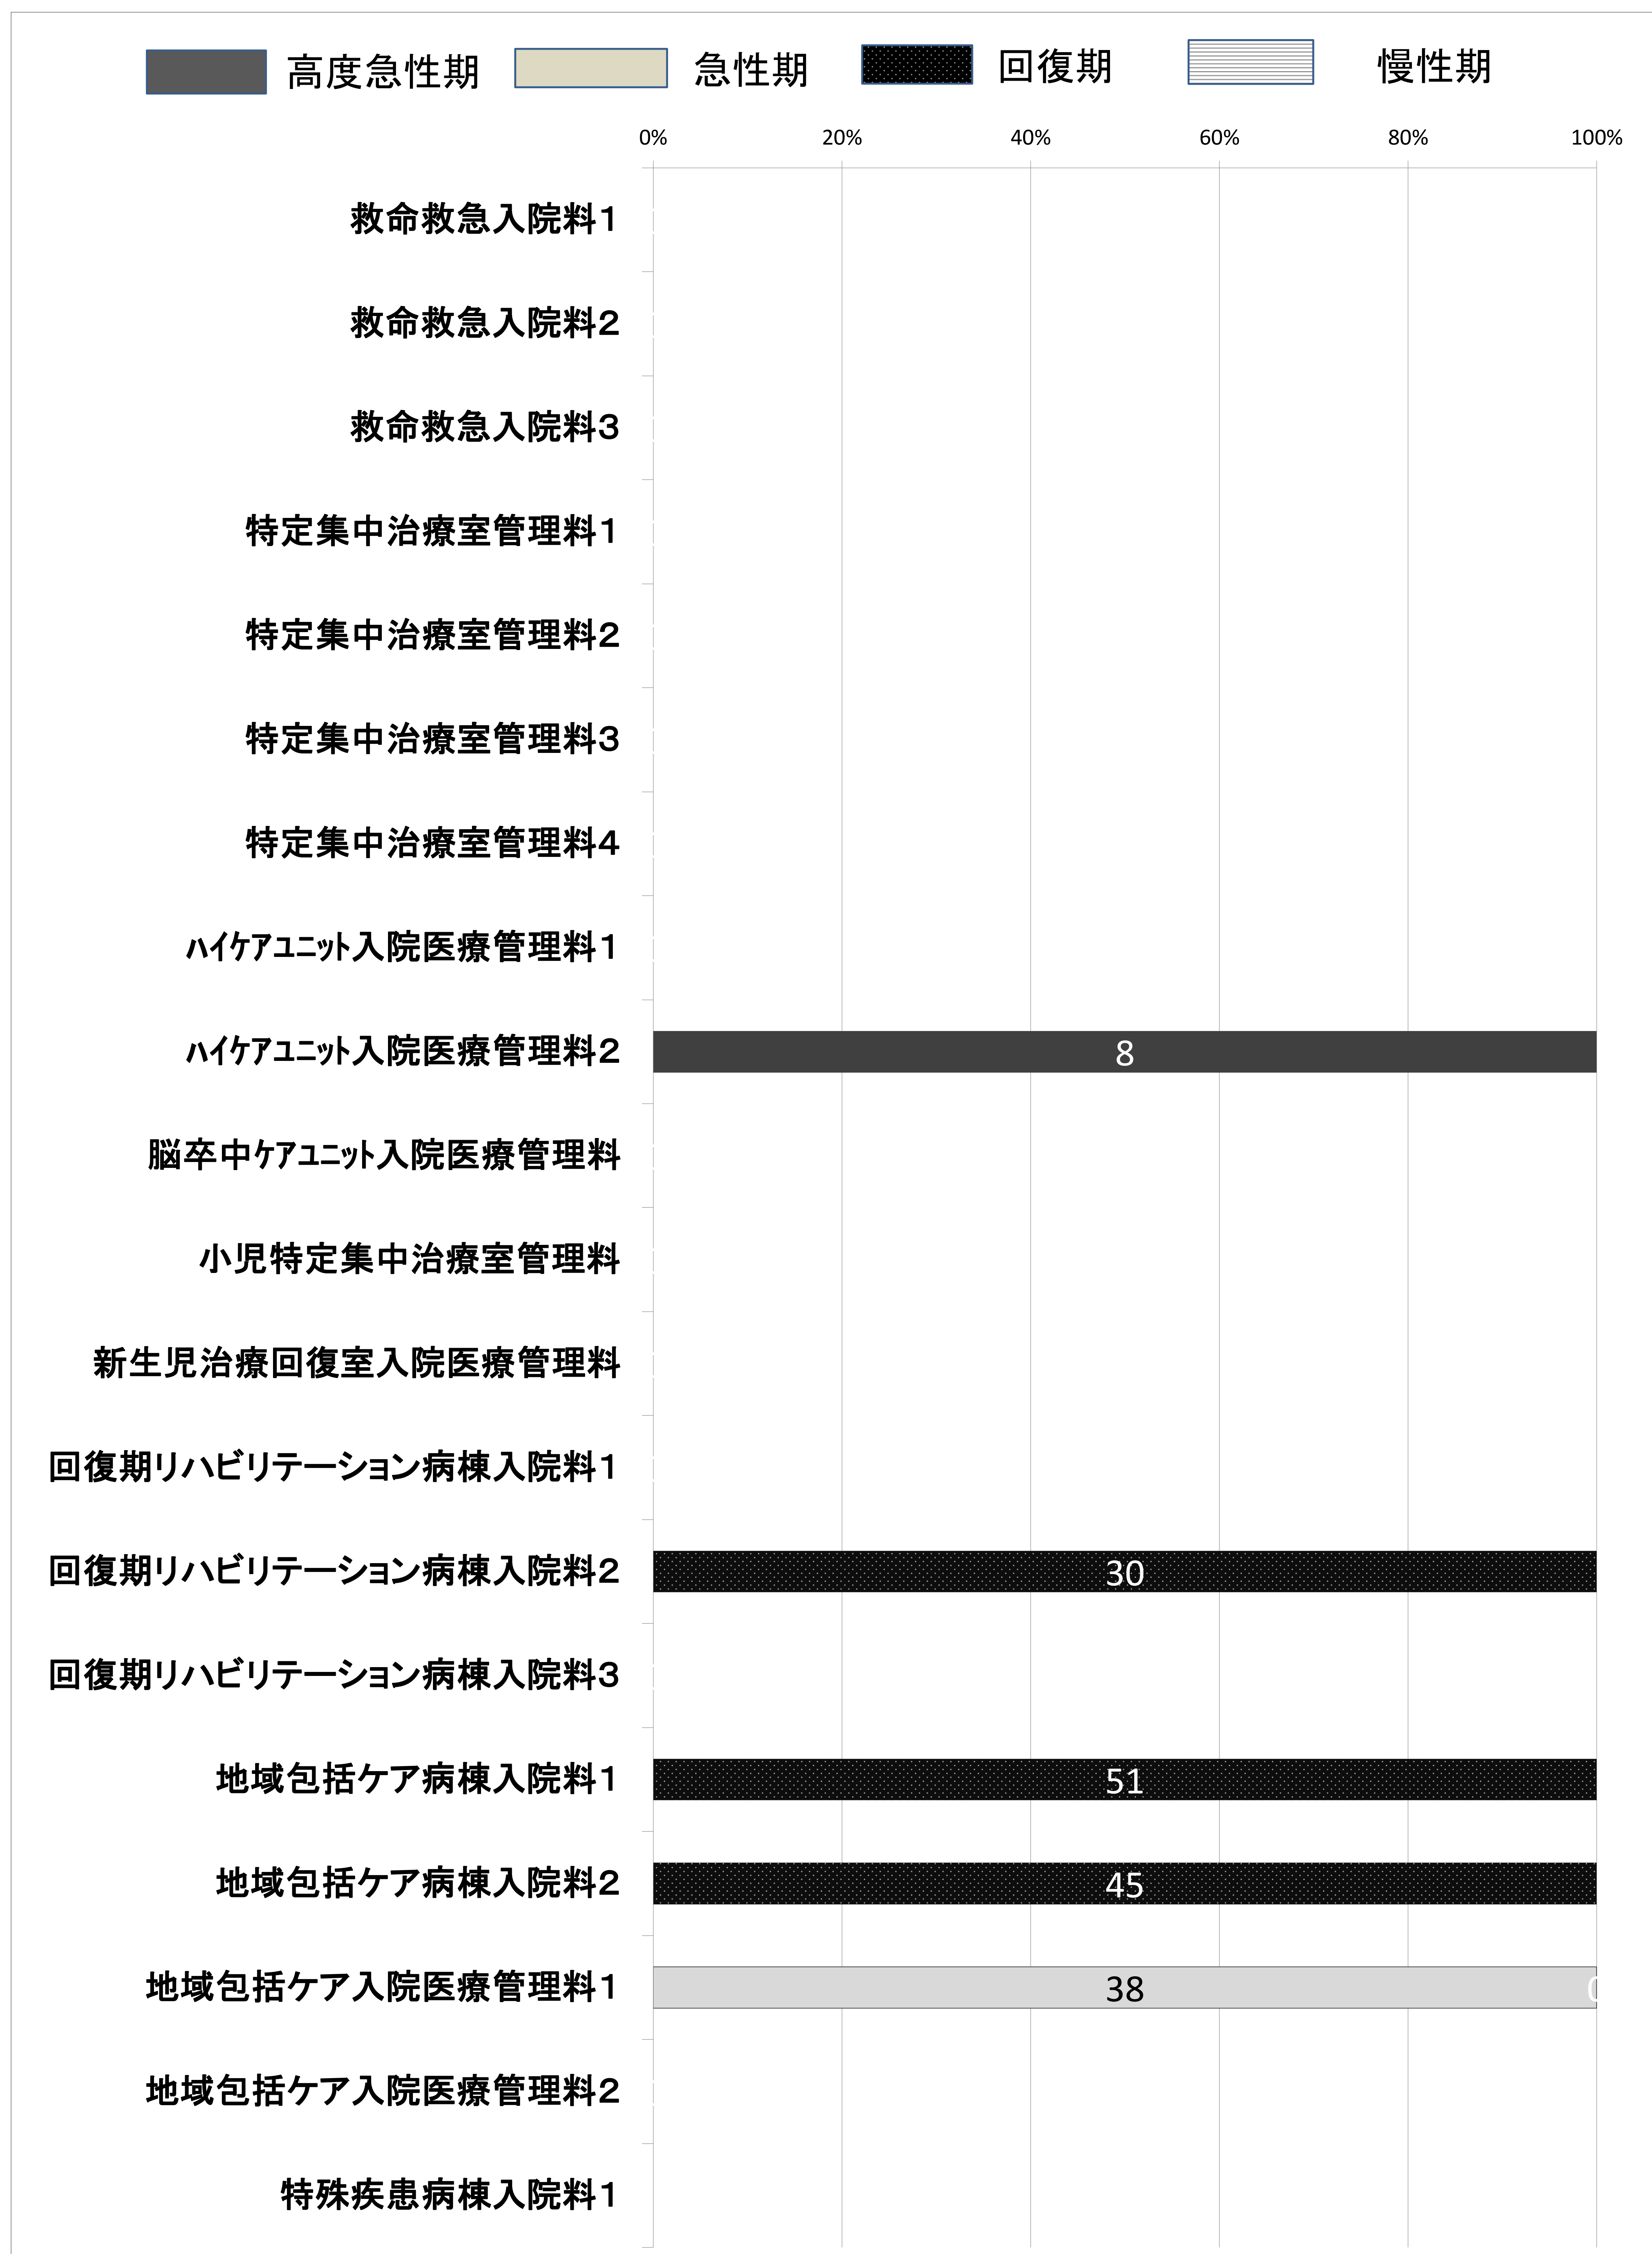 高度急性期 急性期 回復期 慢性期
0% 20% 40% 60% 80% 100%
救命救急入院料1
救命救急入院料2
救命救急入院料3
特定集中治療室管理料1
特定集中治療室管理料2
特定集中治療室管理料3
特定集中治療室管理料4
ﾊｲｹｱﾕﾆｯﾄ入院医療管理料1
ﾊｲｹｱﾕﾆｯﾄ入院医療管理料2 8
脳卒中ｹｱﾕﾆｯﾄ入院医療管理料
小児特定集中治療室管理料
新生児治療回復室入院医療管理料
回復期リハビリテーション病棟入院料1
回復期リハビリテーション病棟入院料2 30
回復期リハビリテーション病棟入院料3
地域包括ケア病棟入院料1 51
地域包括ケア病棟入院料2 45
地域包括ケア入院医療管理料1 38 0
地域包括ケア入院医療管理料2
特殊疾患病棟入院料1